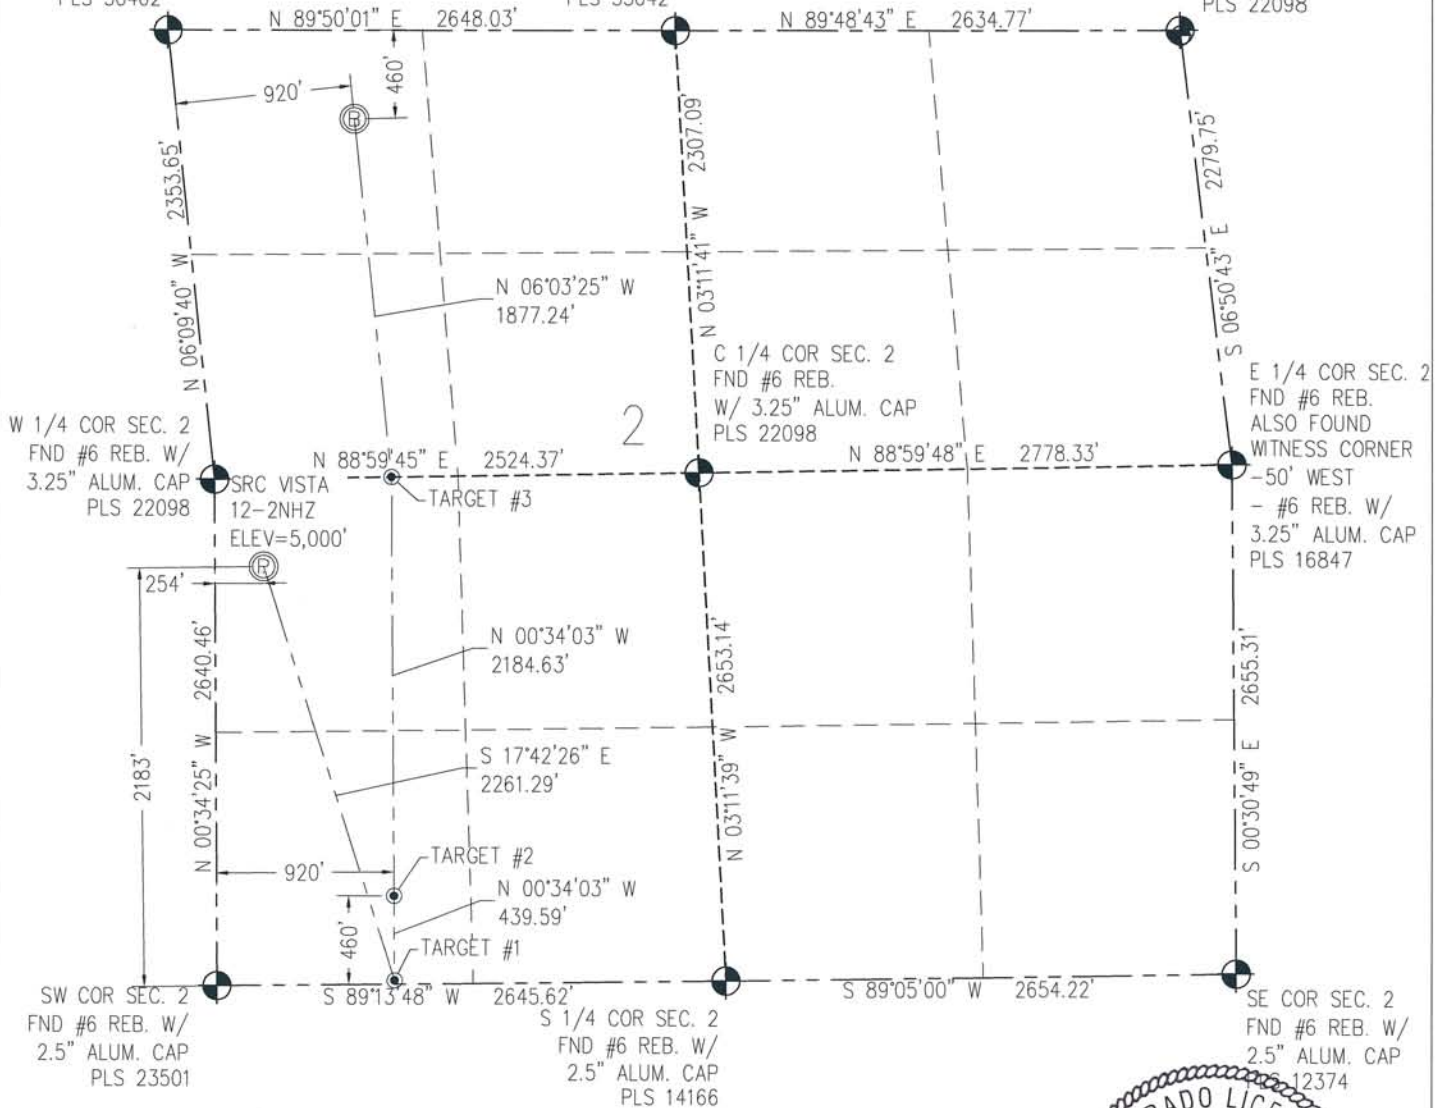 N 89°50'01" E 2648.03'
N 89°48'43" E 2634.77'
PLS 22098
920'
460'
2353.65'
N 06°09'40" W
2307.09'
N 03°11'41" W
2279.75'
S 06°50'43" E
N 06°03'25" W
1877.24'
C 1/4 COR SEC. 2
FND #6 REB.
W/ 3.25" ALUM. CAP
PLS 22098
E 1/4 COR SEC. 2
FND #6 REB.
ALSO FOUND
WITNESS CORNER
-50' WEST
- #6 REB. W/
3.25" ALUM. CAP
PLS 16847
W 1/4 COR SEC. 2
FND #6 REB. W/
3.25" ALUM. CAP
PLS 22098
2
N 88°59'45" E 2524.37'
N 88°59'48" E 2778.33'
TARGET #3
SRC VISTA
12-2NHZ
ELEV=5,000'
254'
2640.46'
N 00°34'25" W
2183'
N 00°34'03" W
2184.63'
2653.14'
N 03°11'39" W
2655.31'
S 00°30'49" E
S 17°42'26" E
2261.29'
TARGET #2
920'
N 00°34'03" W
439.59'
460'
TARGET #1
S 89°13'48" W 2645.62'
S 89°05'00" W 2654.22'
SW COR SEC. 2
FND #6 REB. W/
2.5" ALUM. CAP
PLS 23501
S 1/4 COR SEC. 2
FND #6 REB. W/
2.5" ALUM. CAP
PLS 14166
SE COR SEC. 2
FND #6 REB. W/
2.5" ALUM. CAP
PLS 12374